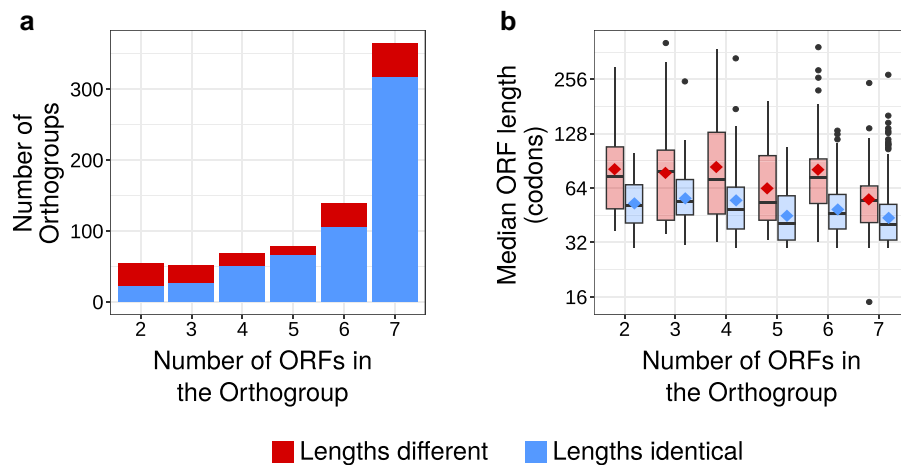 a
Number of
Orthogroups
300
200
100
0
2 3 4 5 6 7
Number of ORFs in
the Orthogroup
b
Median ORF length
(codons)
256
128
64
32
16
2 3 4 5 6 7
Number of ORFs in
the Orthogroup
Lengths different
Lengths identical